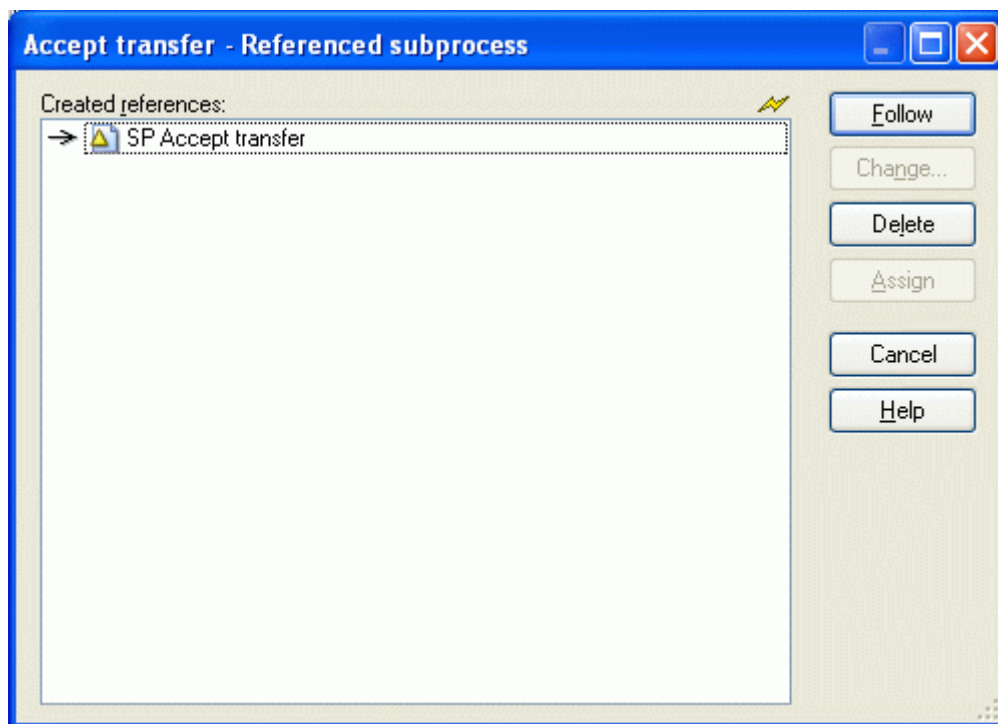 Accept transfer - Referenced subprocess
Created references:
SP Accept transfer
Follow
Change...
Delete
Assign
Cancel
Help